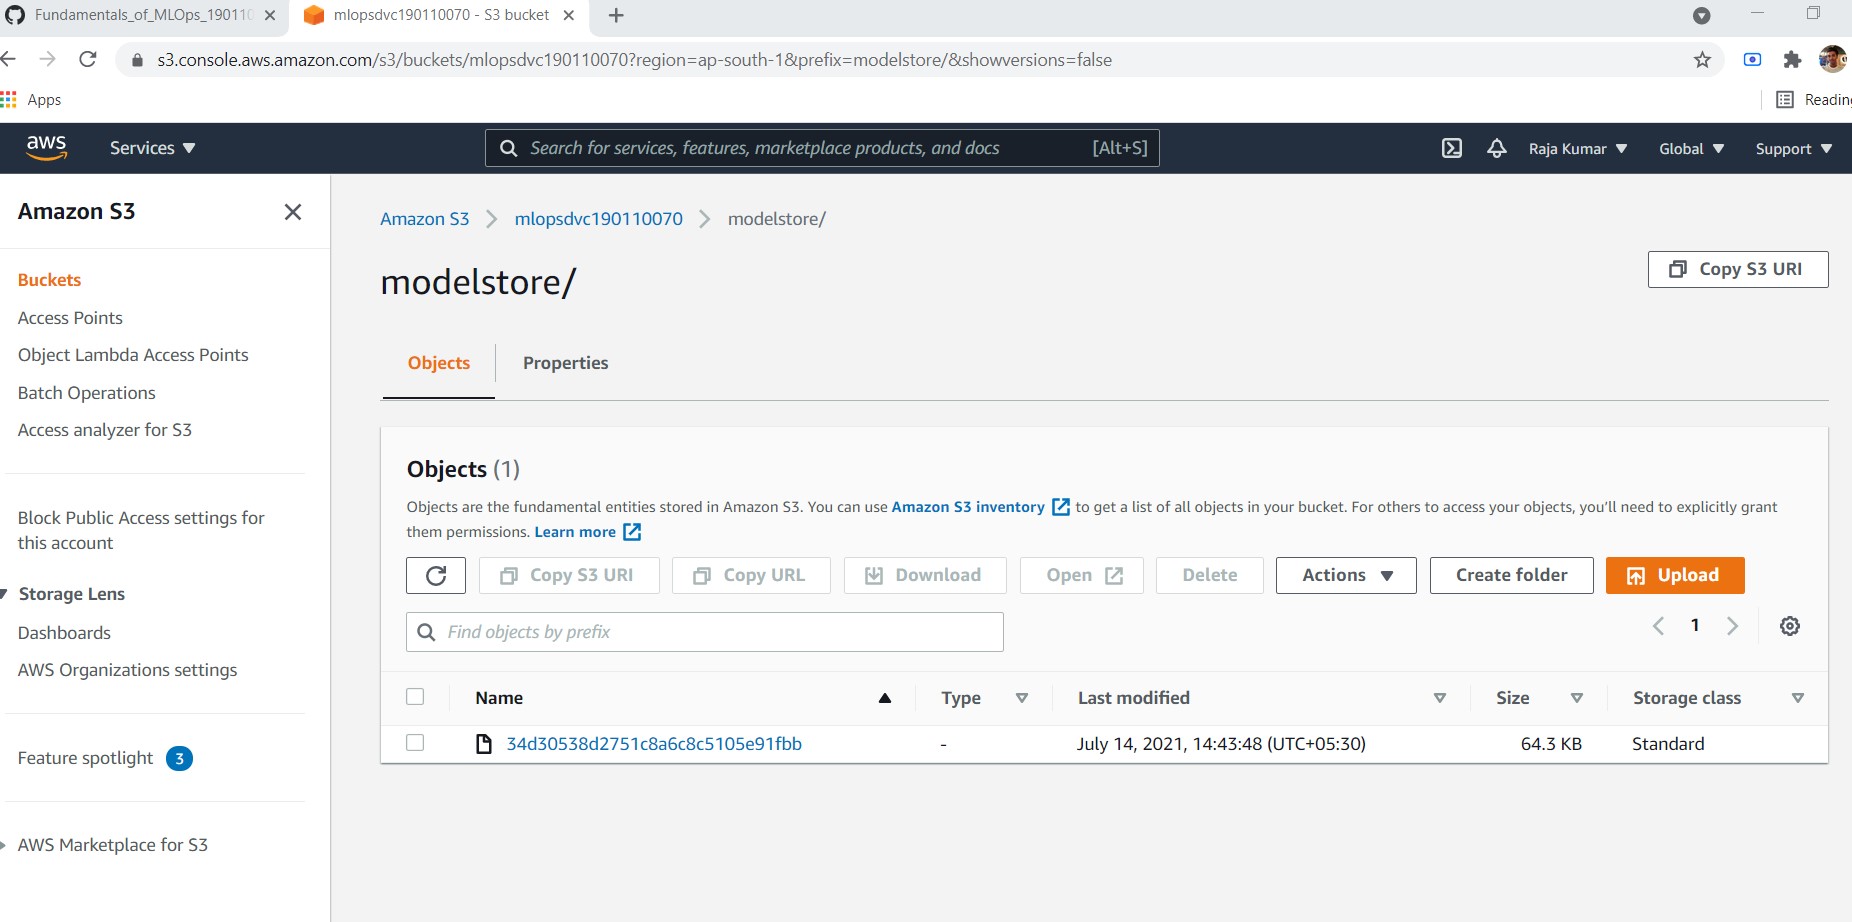 Fundamentals_of_MLOps_190110
mlopsdvc190110070 - S3 bucket
s3.console.aws.amazon.com/s3/buckets/mlopsdvc190110070?region=ap-south-1&prefix=modelstore/&showversions=false
Apps
Reading
aws
Services
Search for services, features, marketplace products, and docs
[Alt+S]
Raja Kumar
Global
Support
Amazon S3
Buckets
Access Points
Object Lambda Access Points
Batch Operations
Access analyzer for S3
Block Public Access settings for
this account
Storage Lens
Dashboards
AWS Organizations settings
Feature spotlight 3
AWS Marketplace for S3
Amazon S3 mlopsdvc190110070 modelstore/
modelstore/
Copy S3 URI
Objects
Properties
Objects (1)
Objects are the fundamental entities stored in Amazon S3. You can use Amazon S3 inventory to get a list of all objects in your bucket. For others to access your objects, you'll need to explicitly grant
them permissions. Learn more
Copy S3 URI
Copy URL
Download
Open
Delete
Actions
Create folder
Upload
Find objects by prefix
1
Name Type Last modified Size Storage class
34d30538d2751c8a6c8c5105e91fbb - July 14, 2021, 14:43:48 (UTC+05:30) 64.3 KB Standard